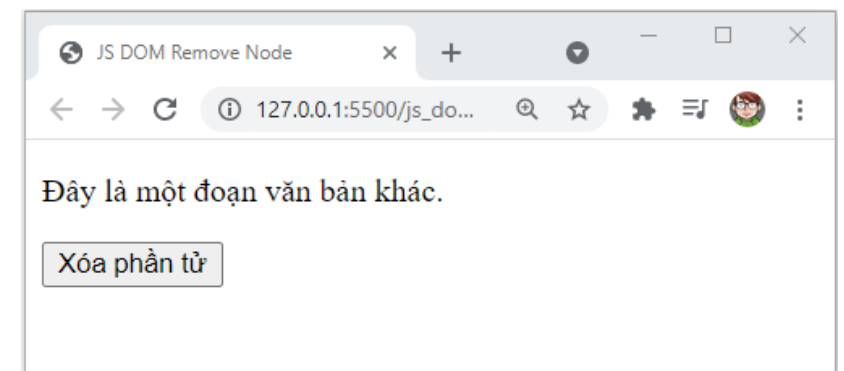 JS DOM Remove Node
127.0.0.1:5500/js_do...
Đây là một đoạn văn bản khác.
Xóa phần tử